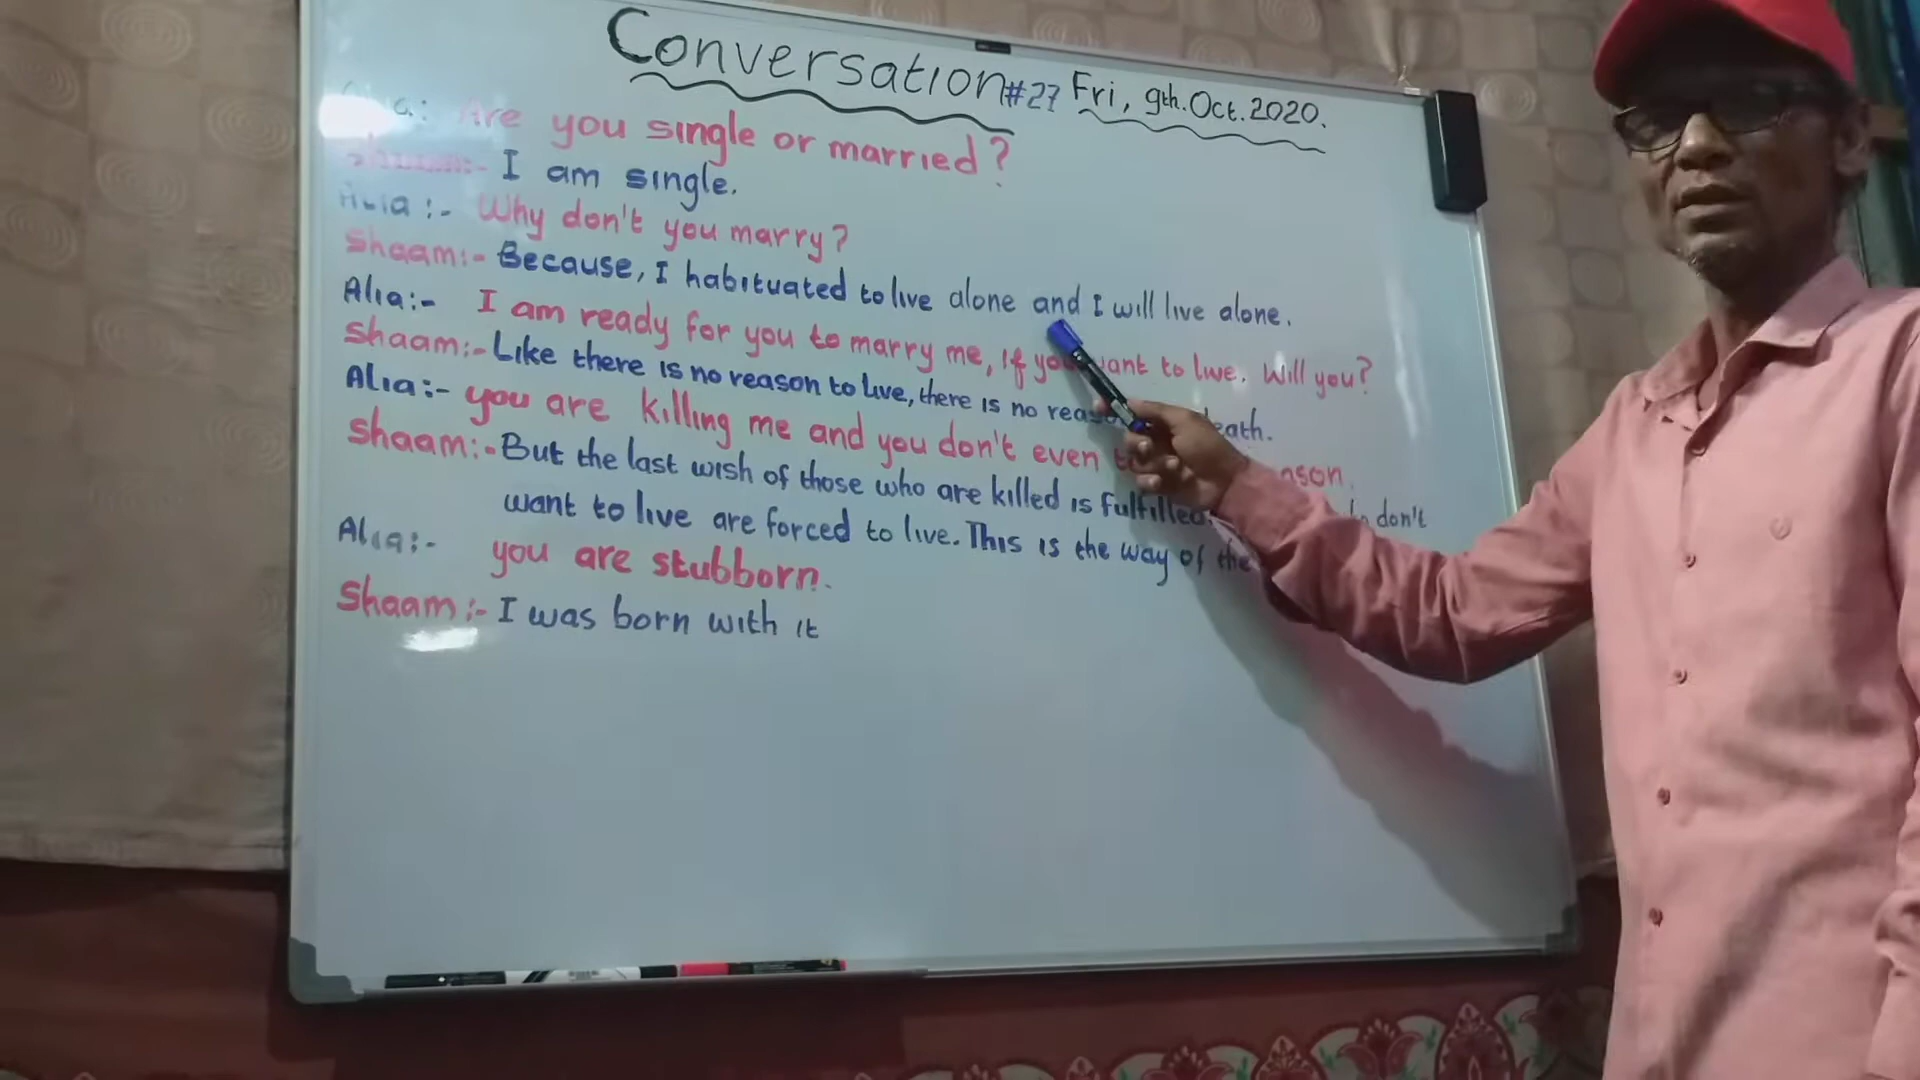 Conversation #27 Fri, 9th. Oct. 2020.
Are you single or married?
Shaam:- I am single.
Alia:- Why don't you marry?
Shaam:- Because, I habituated to live alone and I will live alone.
Alia:- I am ready for you to marry me, if you want to live. Will you?
Shaam:- Like there is no reason to live, there is no
Alia:- you are killing me and you don't even
Shaam:- But the last wish of those who are killed is fulfilled don't
want to live are forced to live. This is the way of the
Alia:- you are stubborn.
Shaam:- I was born with it